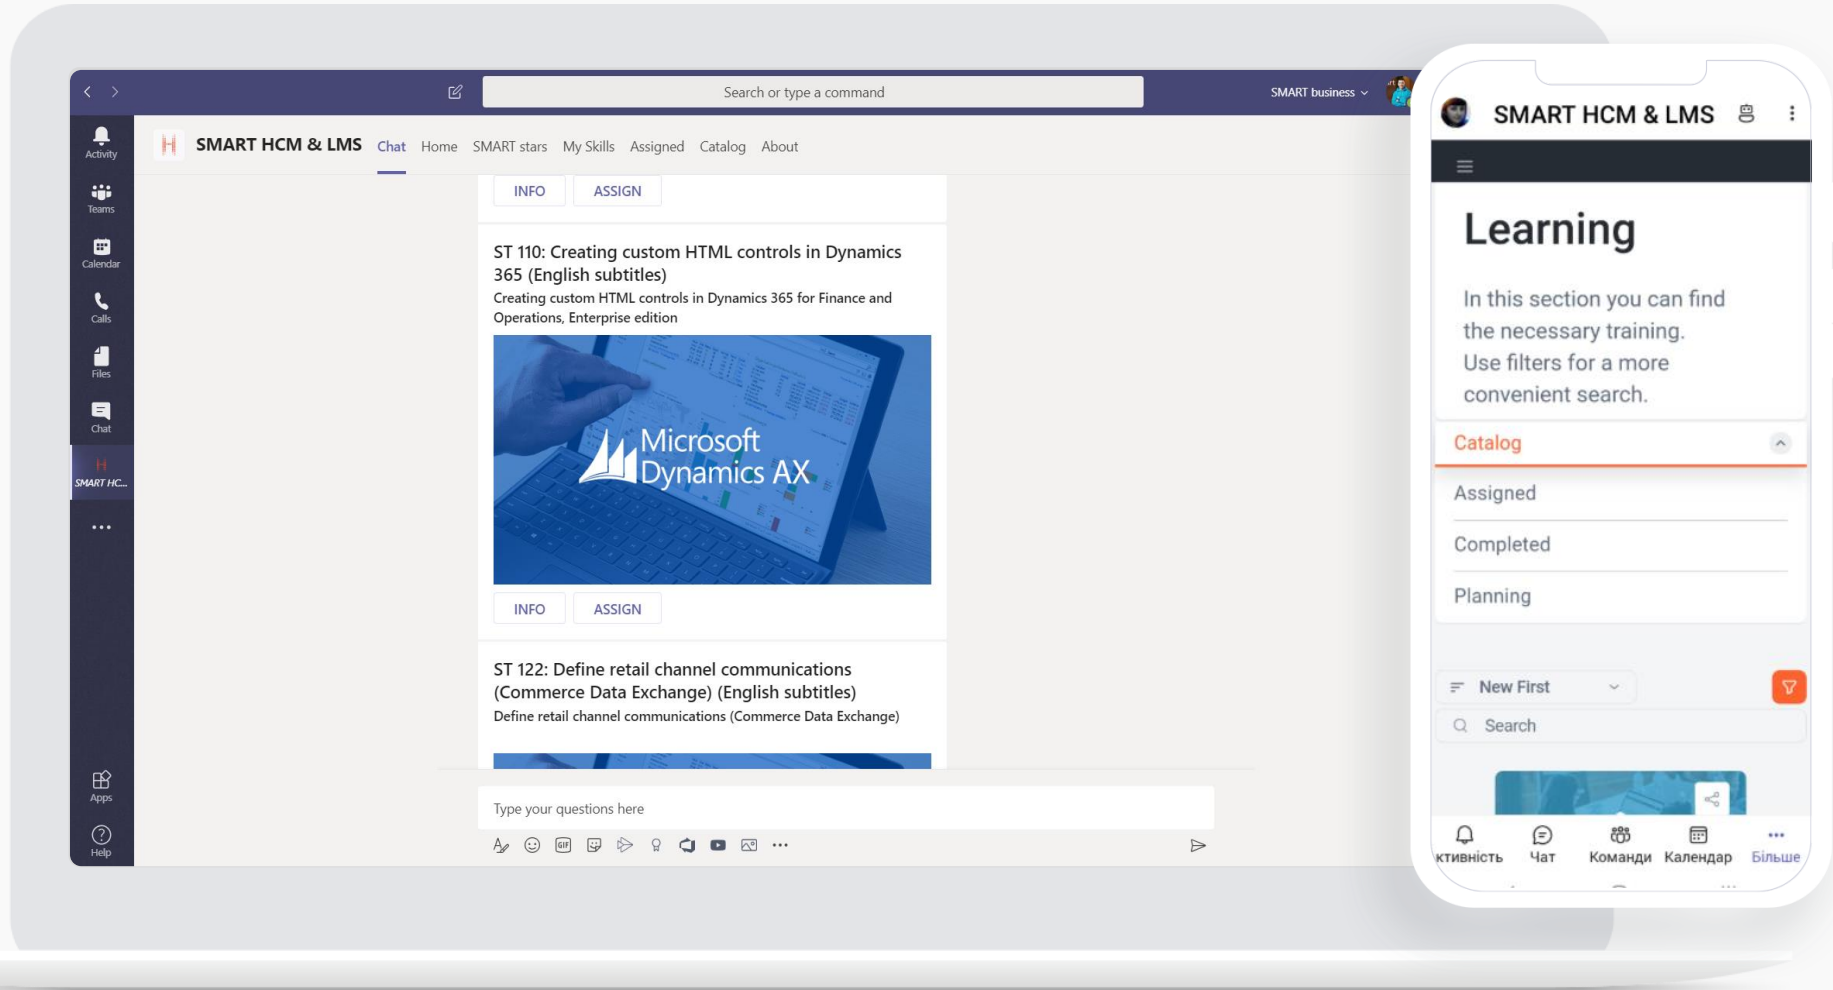 Search or type a command
SMART business
Activity
Teams
Calendar
Calls
Files
Chat
SMART HC...
Apps
Help
SMART HCM & LMS Chat Home SMART stars My Skills Assigned Catalog About
INFO ASSIGN
ST 110: Creating custom HTML controls in Dynamics
365 (English subtitles)
Creating custom HTML controls in Dynamics 365 for Finance and
Operations, Enterprise edition
Microsoft
Dynamics AX
INFO ASSIGN
ST 122: Define retail channel communications
(Commerce Data Exchange) (English subtitles)
Define retail channel communications (Commerce Data Exchange)
Type your questions here
GIF
SMART HCM & LMS
Learning
In this section you can find
the necessary training.
Use filters for a more
convenient search.
Catalog
Assigned
Completed
Planning
New First
Search
ктивність Чат Команди Календар Більше